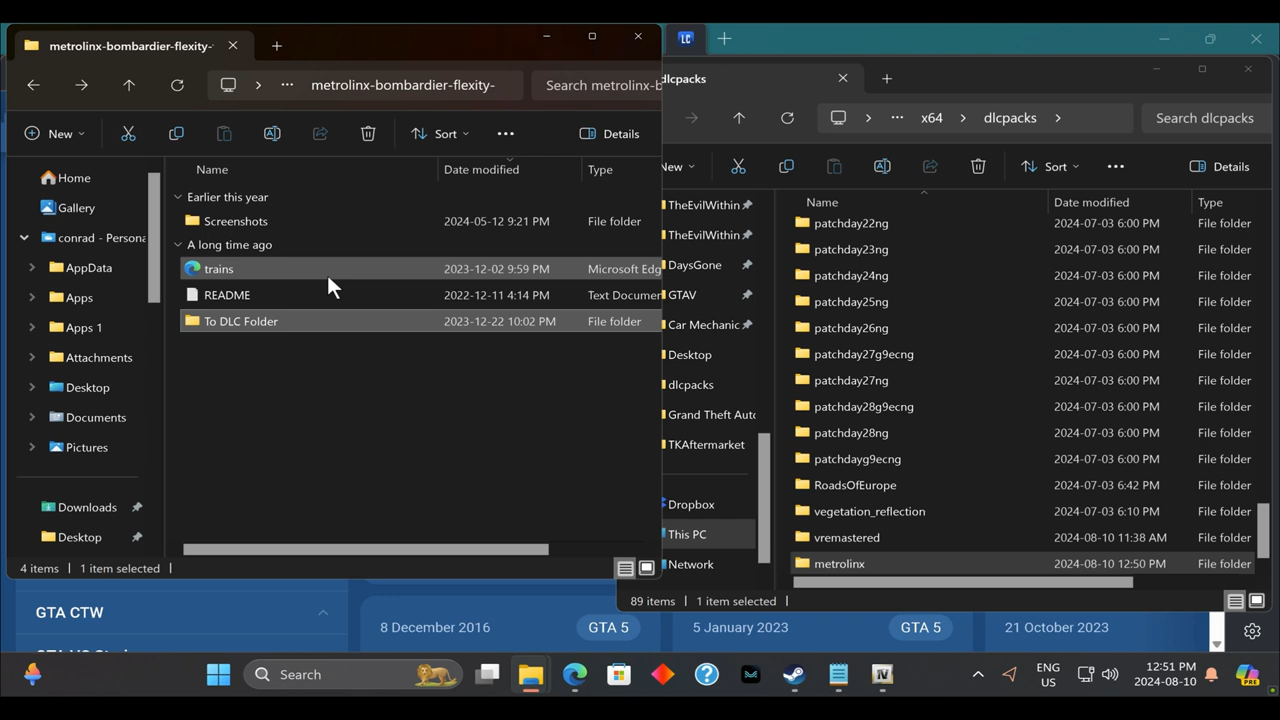 metrolinx-bombardier-flexity-
metrolinx-bombardier-flexity-
Search metrolinx-b
New
Sort
Details
Name
Date modified
Type
Home
Gallery
conrad - Persona
AppData
Apps
Apps 1
Attachments
Desktop
Documents
Pictures
Downloads
Desktop
Earlier this year
Screenshots
2024-05-12 9:21 PM
File folder
A long time ago
trains
2023-12-02 9:59 PM
Microsoft Edg
README
2022-12-11 4:14 PM
Text Documen
To DLC Folder
2023-12-22 10:02 PM
File folder
4 items
1 item selected
LC
dlcpacks
x64
dlcpacks
Search dlcpacks
New
Sort
Details
Name
Date modified
Type
TheEvilWithin
TheEvilWithin
DaysGone
GTAV
Car Mechanic
Desktop
dlcpacks
Grand Theft Auto
TKAftermarket
Dropbox
This PC
Network
patchday22ng 2024-07-03 6:00 PM File folder
patchday23ng 2024-07-03 6:00 PM File folder
patchday24ng 2024-07-03 6:00 PM File folder
patchday25ng 2024-07-03 6:00 PM File folder
patchday26ng 2024-07-03 6:00 PM File folder
patchday27g9ecng 2024-07-03 6:00 PM File folder
patchday27ng 2024-07-03 6:00 PM File folder
patchday28g9ecng 2024-07-03 6:00 PM File folder
patchday28ng 2024-07-03 6:00 PM File folder
patchdayg9ecng 2024-07-03 6:00 PM File folder
RoadsOfEurope 2024-07-03 6:42 PM File folder
vegetation_reflection 2024-07-03 6:10 PM File folder
vremastered 2024-08-10 11:38 AM File folder
metrolinx 2024-08-10 12:50 PM File folder
89 items
1 item selected
GTA CTW
8 December 2016
GTA 5
5 January 2023
GTA 5
21 October 2023
Search
IV
ENG
US
12:51 PM
2024-08-10
PRE